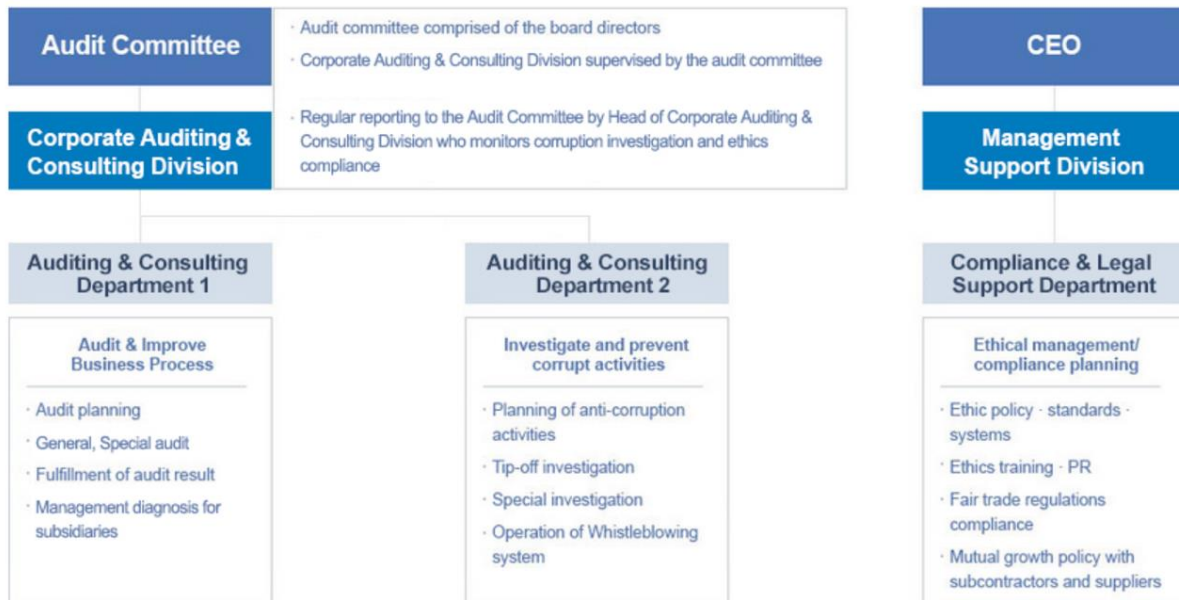 Audit Committee
· Audit committee comprised of the board directors
· Corporate Auditing & Consulting Division supervised by the audit committee
· Regular reporting to the Audit Committee by Head of Corporate Auditing &
Consulting Division who monitors corruption investigation and ethics
compliance
Corporate Auditing &
Consulting Division
CEO
Management
Support Division
Auditing & Consulting
Department 1
Audit & Improve
Business Process
· Audit planning
· General, Special audit
· Fulfillment of audit result
· Management diagnosis for
subsidiaries
Auditing & Consulting
Department 2
Investigate and prevent
corrupt activities
· Planning of anti-corruption
activities
· Tip-off investigation
· Special investigation
· Operation of Whistleblowing
system
Compliance & Legal
Support Department
Ethical management/
compliance planning
· Ethic policy · standards ·
systems
· Ethics training · PR
· Fair trade regulations
compliance
· Mutual growth policy with
subcontractors and suppliers